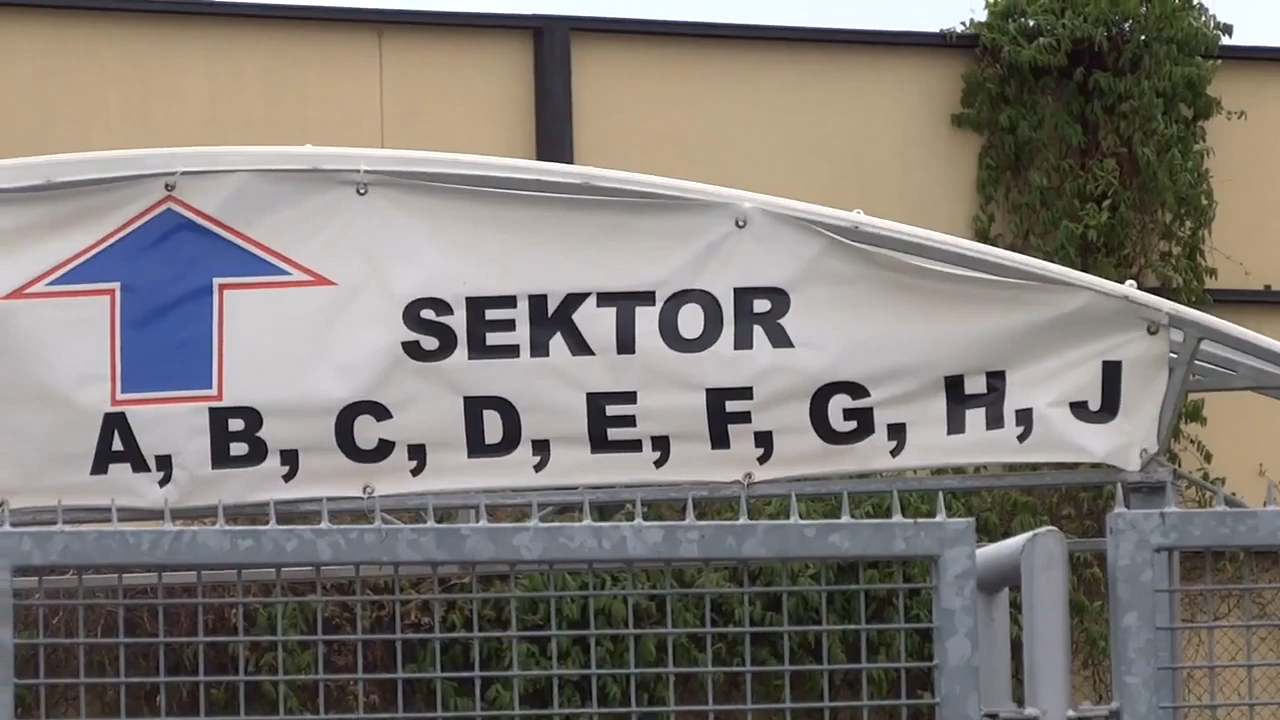 SEKTOR
A, B, C, D, E, F, G, H, J